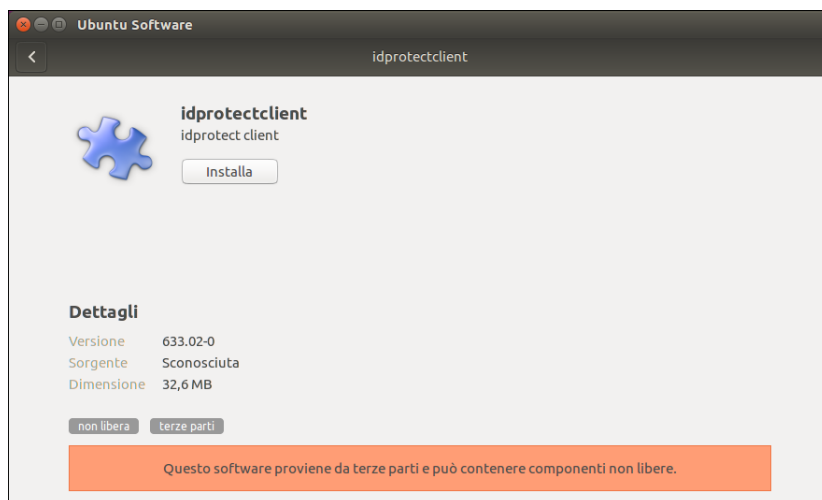 Ubuntu Software
idprotectclient
idprotectclient
idprotect client
Installa
Dettagli
Versione 633.02-0
Sorgente Sconosciuta
Dimensione 32,6 MB
non libera terze parti
Questo software proviene da terze parti e può contenere componenti non libere.